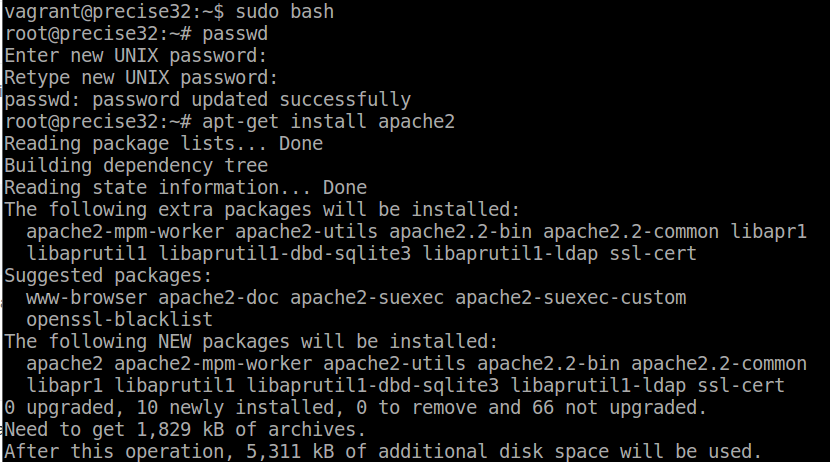 vagrant@precise32:~$ sudo bash
root@precise32:~# passwd
Enter new UNIX password:
Retype new UNIX password:
passwd: password updated successfully
root@precise32:~# apt-get install apache2
Reading package lists... Done
Building dependency tree
Reading state information... Done
The following extra packages will be installed:
  apache2-mpm-worker apache2-utils apache2.2-bin apache2.2-common libapr1
  libaprutil1 libaprutil1-dbd-sqlite3 libaprutil1-ldap ssl-cert
Suggested packages:
  www-browser apache2-doc apache2-suexec apache2-suexec-custom
  openssl-blacklist
The following NEW packages will be installed:
  apache2 apache2-mpm-worker apache2-utils apache2.2-bin apache2.2-common
  libapr1 libaprutil1 libaprutil1-dbd-sqlite3 libaprutil1-ldap ssl-cert
0 upgraded, 10 newly installed, 0 to remove and 66 not upgraded.
Need to get 1,829 kB of archives.
After this operation, 5,311 kB of additional disk space will be used.